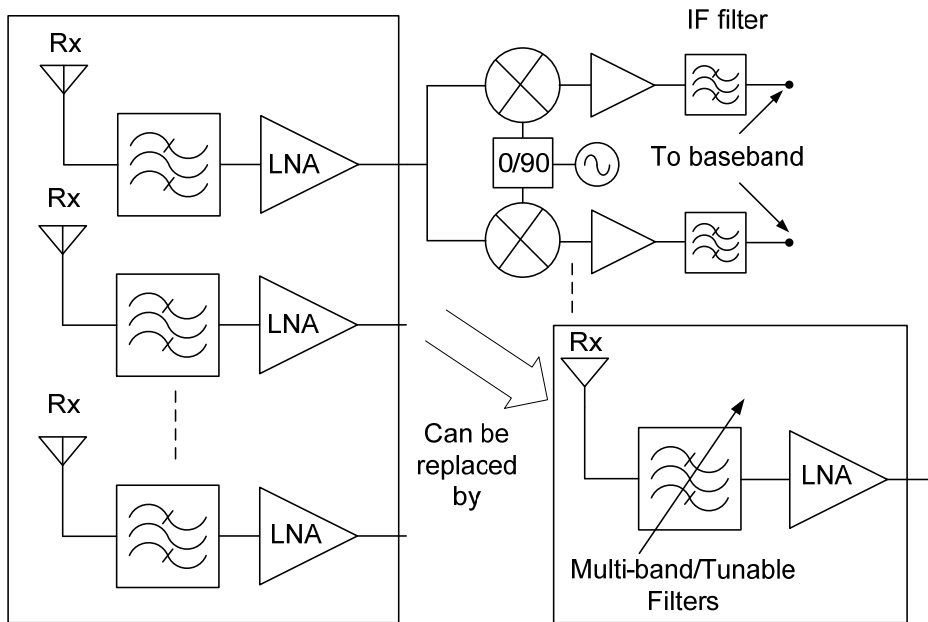 IF filter
Rx
LNA
0/90
To baseband
Rx
LNA
Rx
LNA
Can be
replaced
by
Rx
LNA
Multi-band/Tunable
Filters